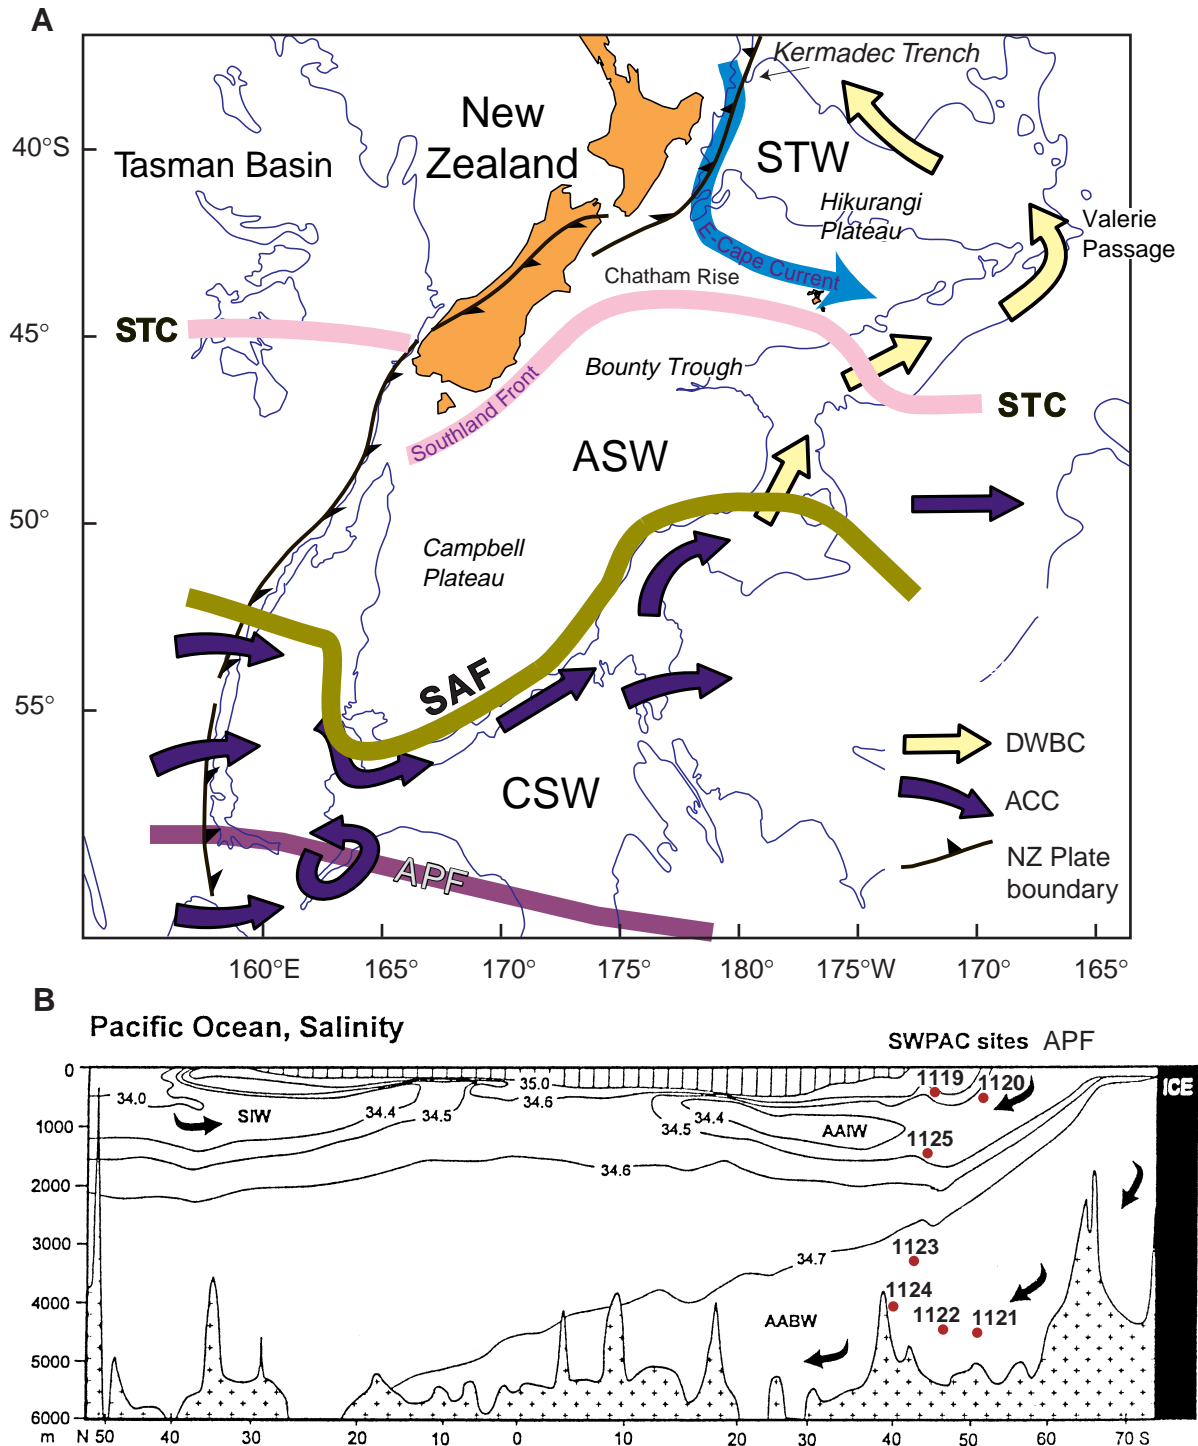 A
Kermadec Trench
New
Zealand
40°S
Tasman Basin
STW
Hikurangi
Plateau
Valerie
Passage
E-Cape Current
Chatham Rise
45°
STC
Bounty Trough
Southland Front
STC
ASW
50°
Campbell
Plateau
SAF
55°
DWBC
CSW
ACC
APF
NZ Plate
boundary
160°E
165°
170°
175°
180°
175°W
170°
165°
B
Pacific Ocean, Salinity
SWPAC sites APF
0
35.0
1119
1120
ICE
34.0
34.6
SIW
34.4
34.5
34.4
34.5
AAIW
1000
1125
34.6
2000
3000
1123
34.7
4000
1124
AABW
1122
1121
5000
6000
m N 50 40 30 20 10 0 10 20 30 40 50 60 70 S